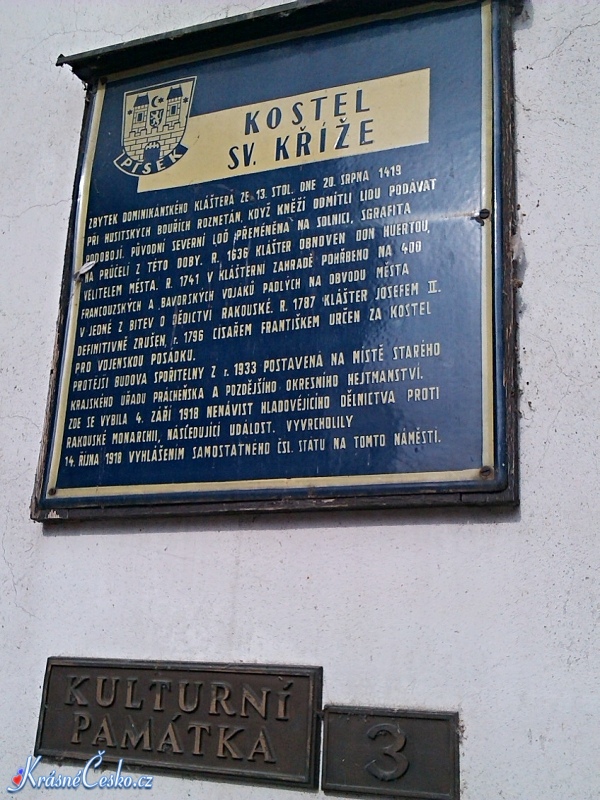 PÍSEK
KOSTEL
SV. KŘÍŽE
ZBYTEK DOMINIKÁNSKÉHO KLÁŠTERA ZE 13. STOL. DNE 20. SRPNA 1419
PŘI HUSITSKÝCH BOUŘÍCH ROZMETÁN, KDYŽ KNĚŽÍ ODMÍTLI LIDU PODÁVAT
PODOBOJÍ. PŮVODNÍ SEVERNÍ LOĎ PŘEMĚNĚNA NA SOLNICI, SGRAFITA
NA PRŮČELÍ Z TÉTO DOBY. R. 1636 KLÁŠTER OBNOVEN DON HUERTOU,
VELITELEM MĚSTA. R. 1741 V KLÁŠTERNÍ ZAHRADĚ POHŘBENO NA 400
FRANCOUZSKÝCH A BAVORSKÝCH VOJÁKŮ PADLÝCH NA OBVODU MĚSTA
V JEDNÉ Z BITEV O DĚDICTVÍ RAKOUSKÉ. R. 1787 KLÁŠTER JOSEFEM II.
DEFINITIVNĚ ZRUŠEN, r. 1796 CÍSAŘEM FRANTIŠKEM URČEN ZA KOSTEL
PRO VOJENSKOU POSÁDKU.
PROTĚJŠÍ BUDOVA SPOŘITELNY Z r. 1933 POSTAVENÁ NA MÍSTĚ STARÉHO
KRAJSKÉHO ÚŘADU PRÁCHEŇSKA A POZDĚJŠÍHO OKRESNÍHO HEJTMANSTVÍ.
ZDE SE VYBILA 4. ZÁŘÍ 1918 NENÁVIST HLADOVĚJÍCÍHO DĚLNICTVA PROTI
RAKOUSKÉ MONARCHII, NÁSLEDUJÍCÍ UDÁLOST. VYVRCHOLILY
14. ŘÍJNA 1918 VYHLÁŠENÍM SAMOSTATNÉHO ČSL. STÁTU NA TOMTO NÁMĚSTÍ.
KULTURNÍ
PAMÁTKA
3
KrásnéČesko.cz